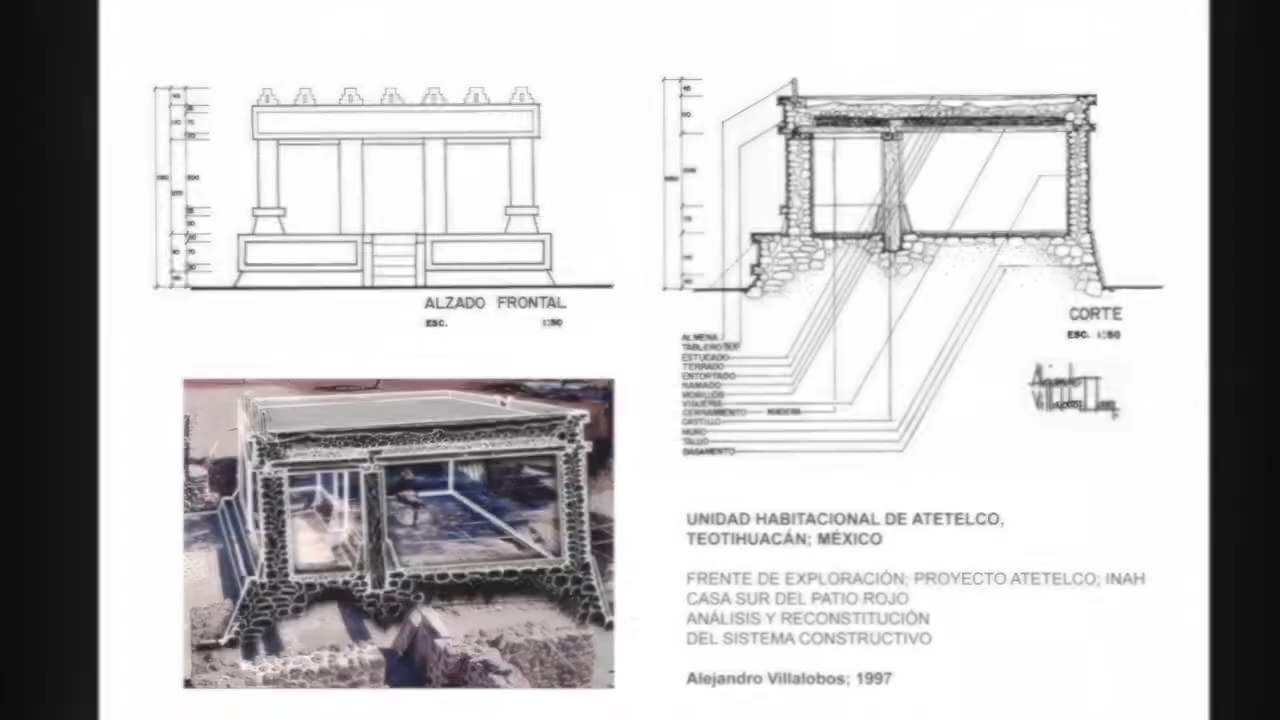 ALZADO FRONTAL
ESC. 1:50
CORTE
ESC. 1:50
ALMENA
TABLERO
ESTUCADO
TERRADO
ENTORTADO
RAMADO
MORILLOS
VIGUERIA
CERRAMIENTO MADERA
CASTILLO
MURO
TALUD
BASAMENTO
UNIDAD HABITACIONAL DE ATETELCO,
TEOTIHUACÁN; MÉXICO
FRENTE DE EXPLORACIÓN; PROYECTO ATETELCO; INAH
CASA SUR DEL PATIO ROJO
ANÁLISIS Y RECONSTITUCIÓN
DEL SISTEMA CONSTRUCTIVO
Alejandro Villalobos; 1997